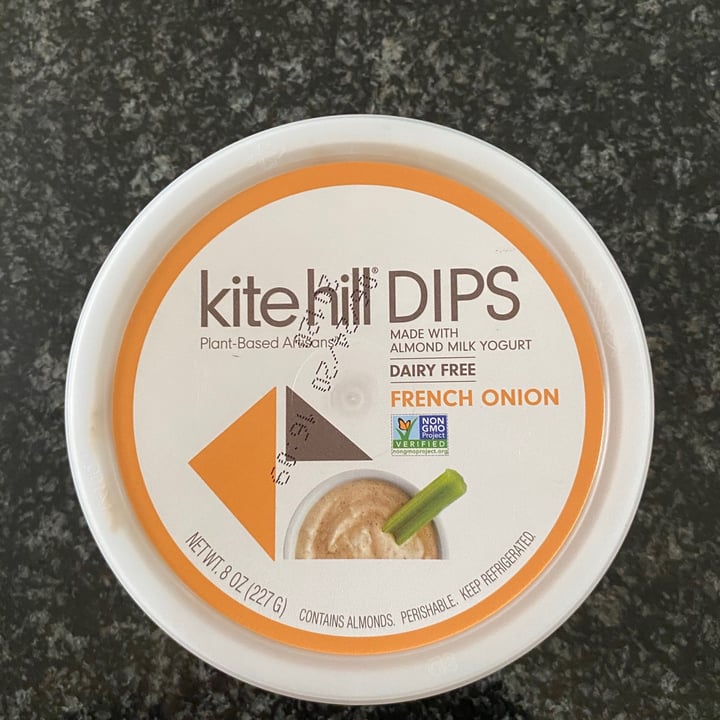 kite hill® DIPS
Plant-Based Artisans
MADE WITH
ALMOND MILK YOGURT
DAIRY FREE
FRENCH ONION
NON
GMO
Project
VERIFIED
nongmoproject.org
NET WT. 8 OZ (227 G)
CONTAINS ALMONDS. PERISHABLE. KEEP REFRIGERATED.